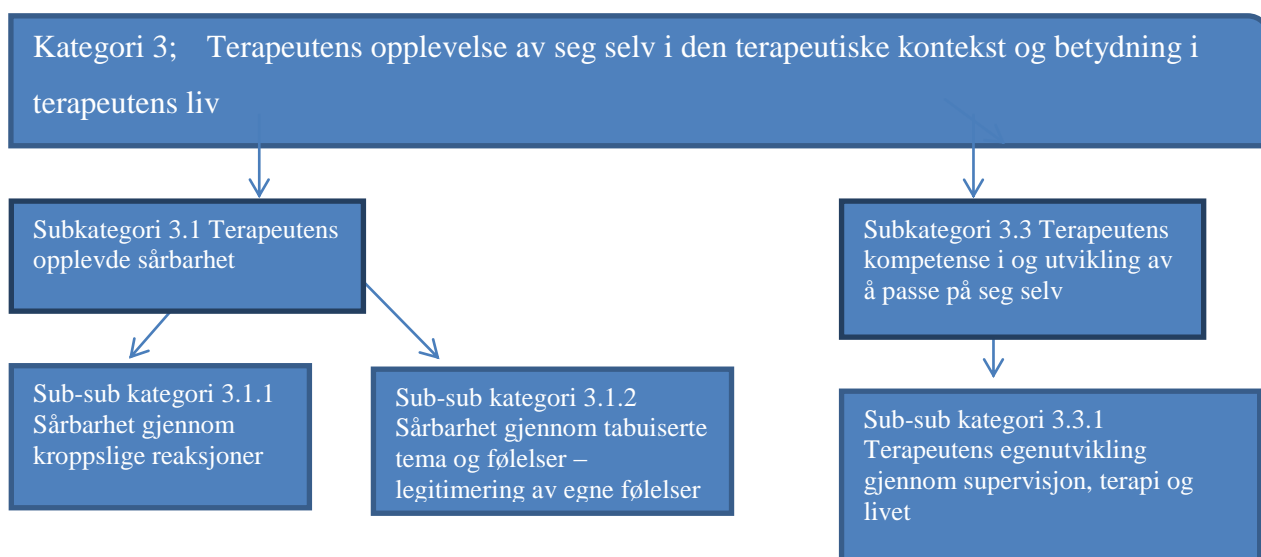 Kategori 3;    Terapeutens opplevelse av seg selv i den terapeutiske kontekst og betydning i
terapeutens liv
Subkategori 3.1 Terapeutens
opplevde sårbarhet
Subkategori 3.3 Terapeutens
kompetense i og utvikling av
å passe på seg selv
Sub-sub kategori 3.1.1
Sårbarhet gjennom
kroppslige reaksjoner
Sub-sub kategori 3.1.2
Sårbarhet gjennom tabuiserte
tema og følelser –
legitimering av egne følelser
Sub-sub kategori 3.3.1
Terapeutens egenutvikling
gjennom supervisjon, terapi og
livet